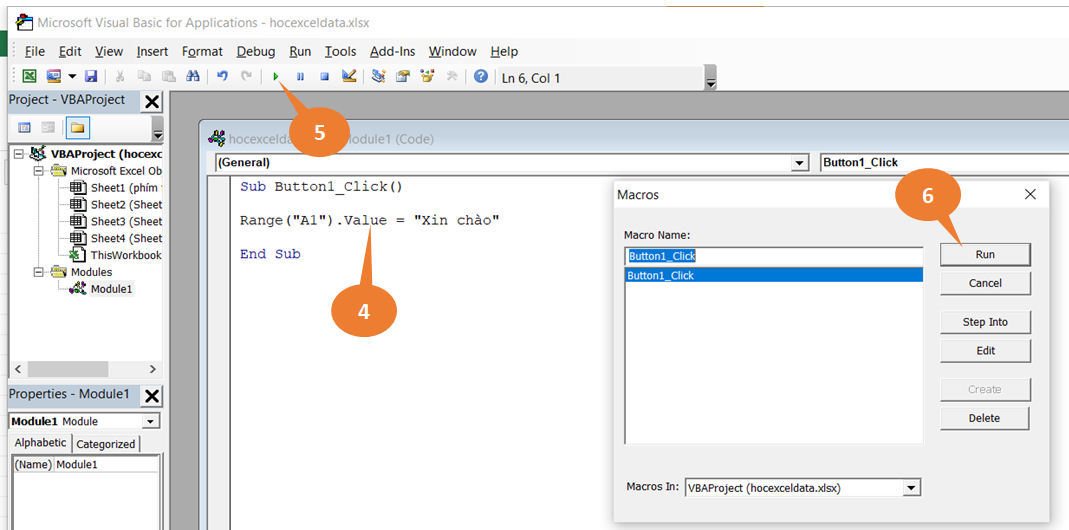 Microsoft Visual Basic for Applications - hocexceldata.xlsx
File Edit View Insert Format Debug Run Tools Add-Ins Window Help
Ln 6, Col 1
Project - VBAProject
5
hocexceldata Module1 (Code)
VBAProject (hocexc
Microsoft Excel Ob
Sheet1 (phím
Sheet2 (Sheet
Sheet3 (Sheet
Sheet4 (Sheet
ThisWorkbook
Modules
Module1
(General)
Button1_Click
Sub Button1_Click()
Range("A1").Value = "Xin chào"
End Sub
4
Macros
6
Macro Name:
Button1_Click
Button1_Click
Run
Cancel
Step Into
Edit
Create
Delete
Macros In: VBAProject (hocexceldata.xlsx)
Properties - Module1
Module1 Module
Alphabetic Categorized
(Name) Module1